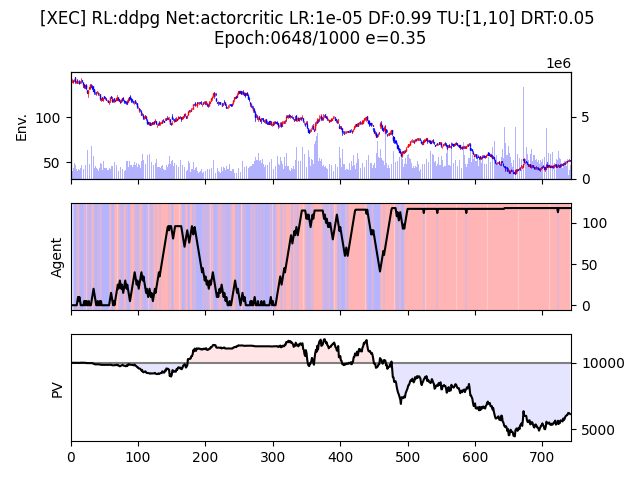 [XEC] RL:ddpg Net:actorcritic LR:1e-05 DF:0.99 TU:[1,10] DRT:0.05
Epoch:0648/1000 e=0.35
1e6
Env.
100
50
5
0
Agent
100
50
0
PV
10000
5000
0 100 200 300 400 500 600 700